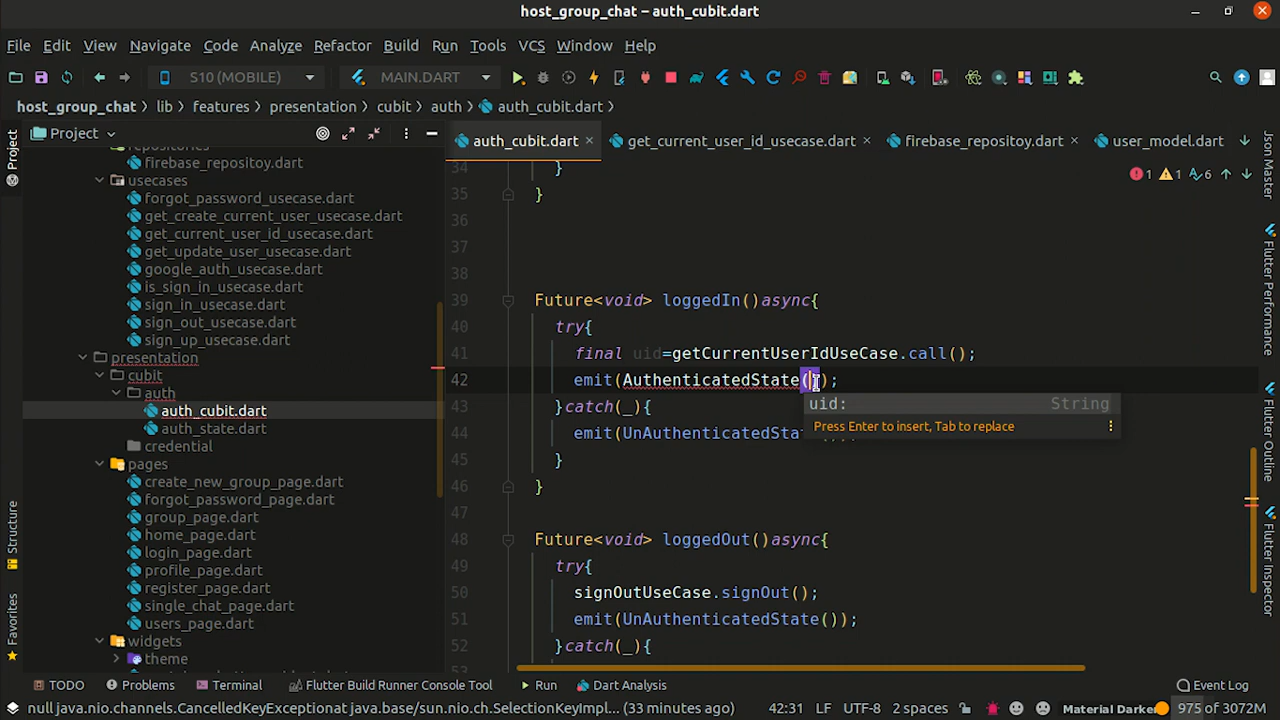 host_group_chat – auth_cubit.dart
File Edit View Navigate Code Analyze Refactor Build Run Tools VCS Window Help
S10 (MOBILE) MAIN.DART
host_group_chat lib features presentation cubit auth auth_cubit.dart
Project
auth_cubit.dart get_current_user_id_usecase.dart firebase_repositoy.dart user_model.dart
1 1 6
repositories
firebase_repositoy.dart
usecases
forgot_password_usecase.dart
get_create_current_user_usecase.dart
get_current_user_id_usecase.dart
get_update_user_usecase.dart
google_auth_usecase.dart
is_sign_in_usecase.dart
sign_in_usecase.dart
sign_out_usecase.dart
sign_up_usecase.dart
presentation
cubit
auth
auth_cubit.dart
auth_state.dart
credential
pages
create_new_group_page.dart
forgot_password_page.dart
group_page.dart
home_page.dart
login_page.dart
profile_page.dart
register_page.dart
single_chat_page.dart
users_page.dart
widgets
theme
34 }
35 }
36
37
38
39 Future<void> loggedIn()async{
40 try{
41 final uid=getCurrentUserIdUseCase.call();
42 emit(AuthenticatedState());
43 }catch(_){
44 emit(UnAuthenticatedSta
45 }
46 }
47
48 Future<void> loggedOut()async{
49 try{
50 signOutUseCase.signOut();
51 emit(UnAuthenticatedState());
52 }catch(_){
53
uid: String
Press Enter to insert, Tab to replace
Project
Structure
Favorites
Json Master
Flutter Performance
Flutter Outline
Flutter Inspector
TODO Problems Terminal Flutter Build Runner Console Tool Run Dart Analysis Event Log
null java.nio.channels.CancelledKeyExceptional java.base/sun.nio.ch.SelectionKeyImpl... (33 minutes ago) 42:31 LF UTF-8 2 spaces Material Darker 975 of 3072M